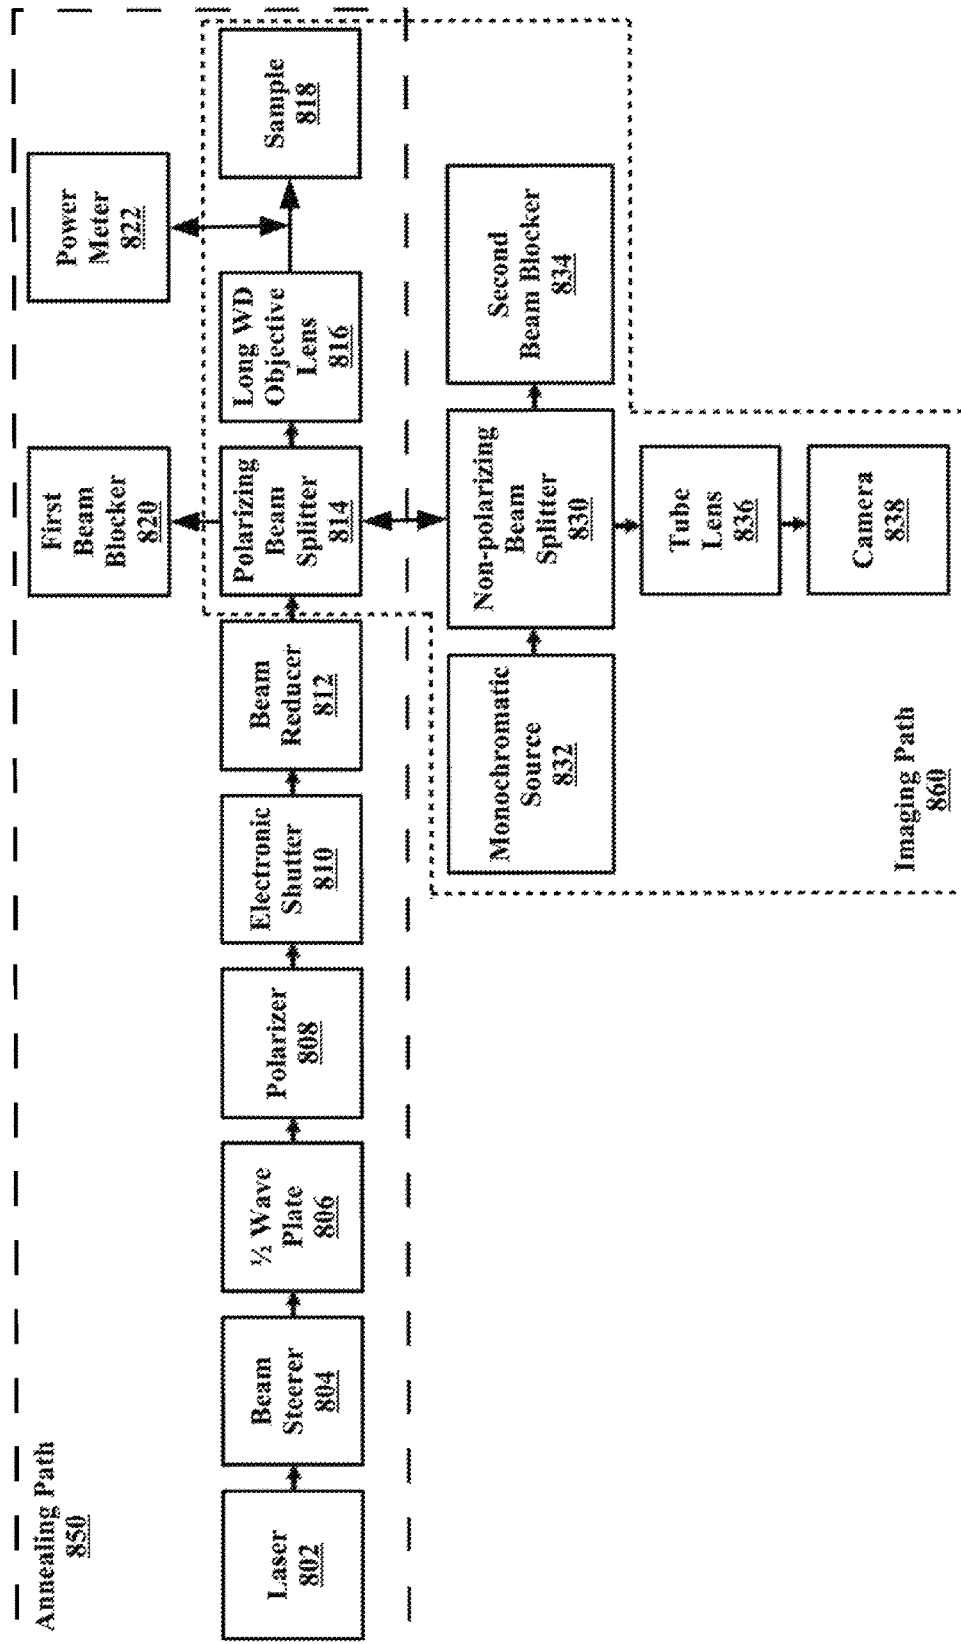 Annealing Path
850
Laser
802
Beam
Steerer
804
½ Wave
Plate
806
Polarizer
808
Electronic
Shutter
810
Beam
Reducer
812
Polarizing
Beam
Splitter
814
Long WD
Objective
Lens
816
Sample
818
First
Beam
Blocker
820
Power
Meter
822
Monochromatic
Source
832
Non-polarizing
Beam
Splitter
830
Second
Beam Blocker
834
Tube
Lens
836
Camera
838
Imaging Path
860